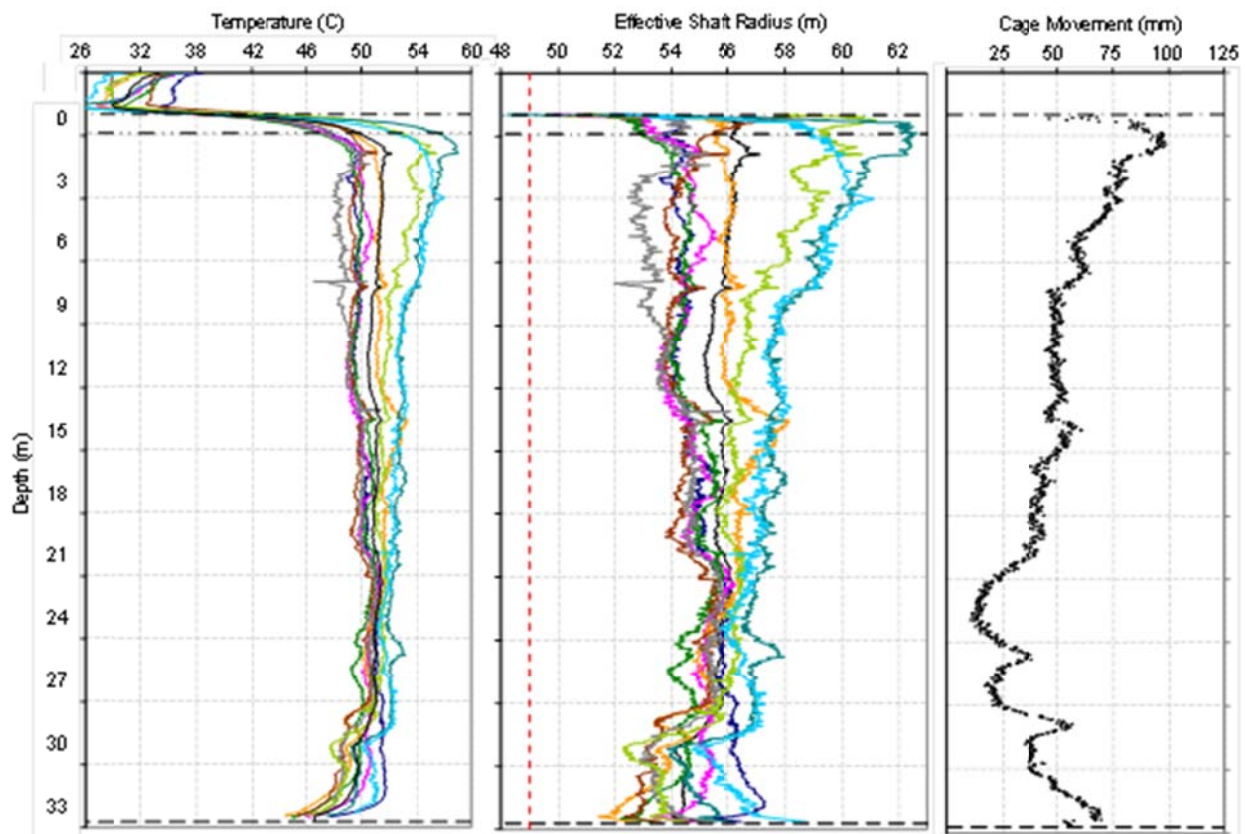 Temperature (C)
26 32 38 42 46 50 54 60
Effective Shaft Radius (m)
48 50 52 54 56 58 60 62
Cage Movement (mm)
25 50 75 100 125
Depth (m)
0
3
6
9
12
15
18
21
24
27
30
33